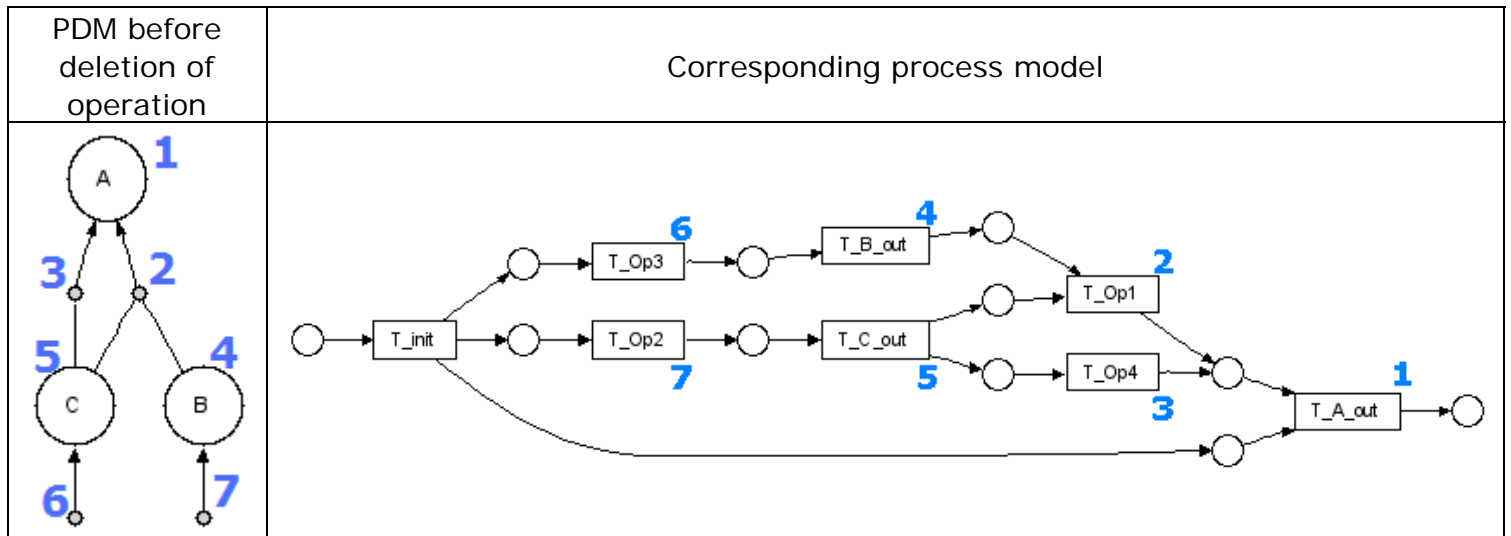 PDM before
deletion of
operation
Corresponding process model
A
1
3
2
5
4
C
B
6
7
6
4
T_Op3
T_B_out
2
T_Op1
T_init
T_Op2
T_C_out
7
5
T_Op4
3
1
T_A_out